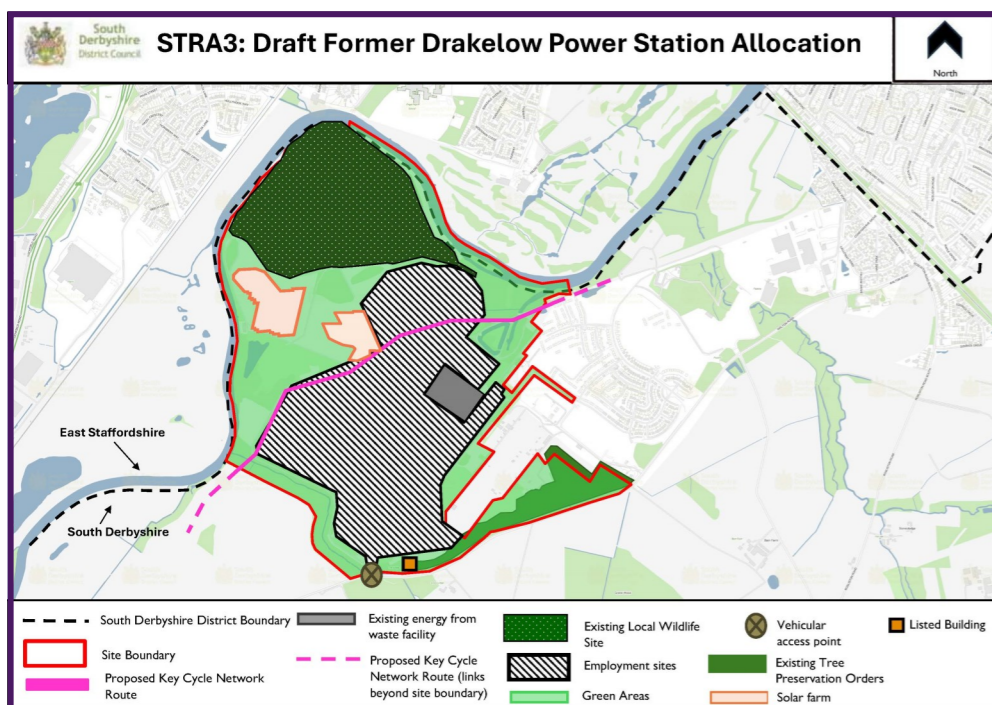 South
Derbyshire
District Council
STRA3: Draft Former Drakelow Power Station Allocation
North
East Staffordshire
South Derbyshire
South Derbyshire District Boundary
Site Boundary
Proposed Key Cycle Network
Route
Existing energy from
waste facility
Proposed Key Cycle
Network Route (links
beyond site boundary)
Existing Local Wildlife
Site
Employment sites
Green Areas
Vehicular
access point
Existing Tree
Preservation Orders
Solar farm
Listed Building